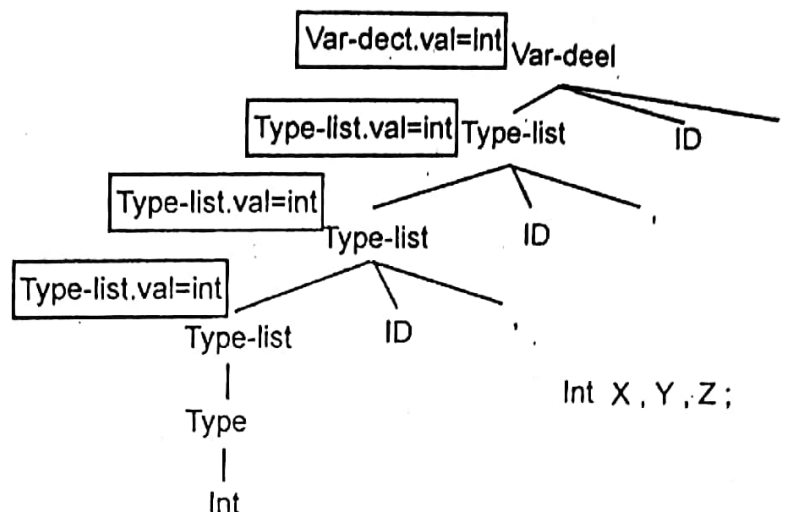 Var-dect.val=Int Var-deel
Type-list.val=int Type-list ID
Type-list.val=int Type-list ID ,
Type-list.val=int Type-list ID ,
Int X , Y , Z ;
Type
Int